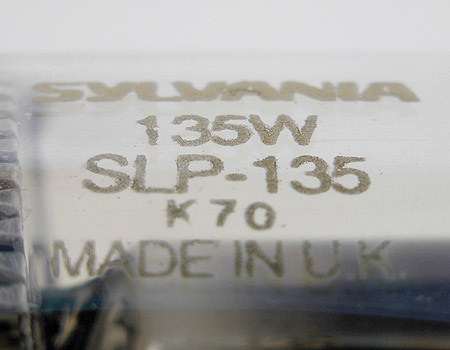 SYLVANIA
135W
SLP-135
K70
MADE IN U.K.